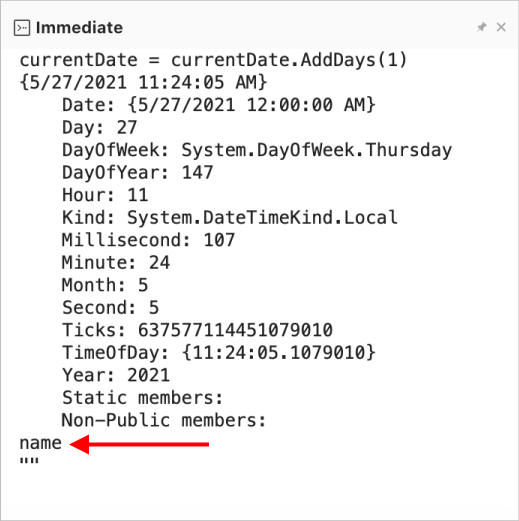 Immediate
currentDate = currentDate.AddDays(1)
{5/27/2021 11:24:05 AM}
Date: {5/27/2021 12:00:00 AM}
Day: 27
DayOfWeek: System.DayOfWeek.Thursday
DayOfYear: 147
Hour: 11
Kind: System.DateTimeKind.Local
Millisecond: 107
Minute: 24
Month: 5
Second: 5
Ticks: 637577114451079010
TimeOfDay: {11:24:05.1079010}
Year: 2021
Static members:
Non-Public members:
name
""